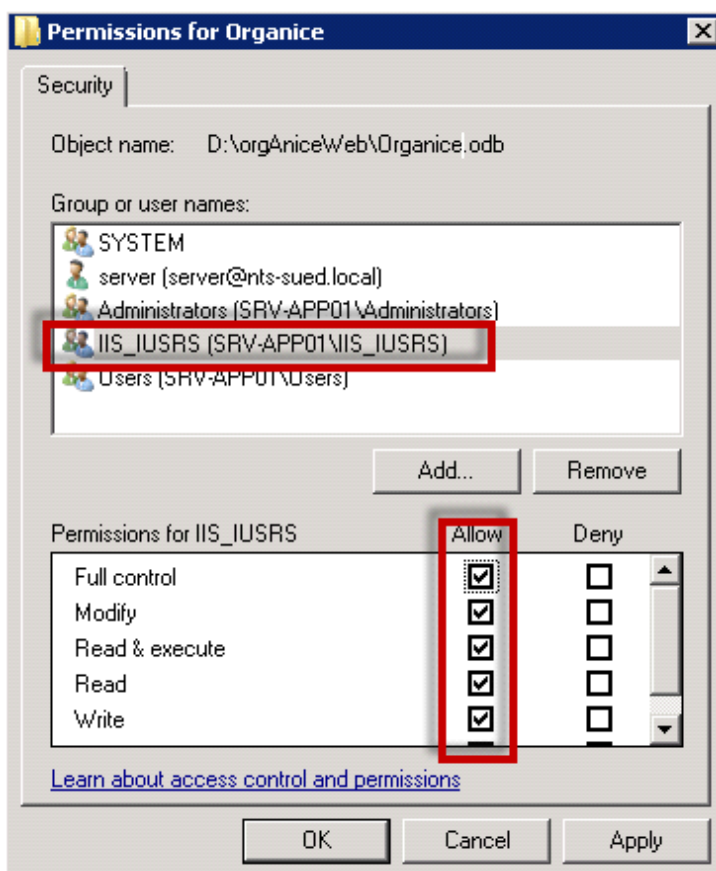 Permissions for Organice
Security
Object name: D:\orgAniceWeb\Organice.odb
Group or user names:
SYSTEM
server (server@nts-sued.local)
Administrators (SRV-APP01\Administrators)
IIS_IUSRS (SRV-APP01\IIS_IUSRS)
Users (SRV-APP01\Users)
Add... Remove
Permissions for IIS_IUSRS Allow Deny
Full control
Modify
Read & execute
Read
Write
Learn about access control and permissions
OK Cancel Apply